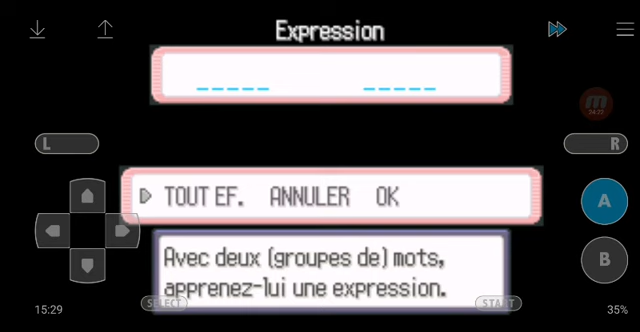 Expression
L
R
TOUT EF. ANNULER OK
A
Avec deux (groupes de) mots,
apprenez-lui une expression.
B
SELECT
START
15:29
35%